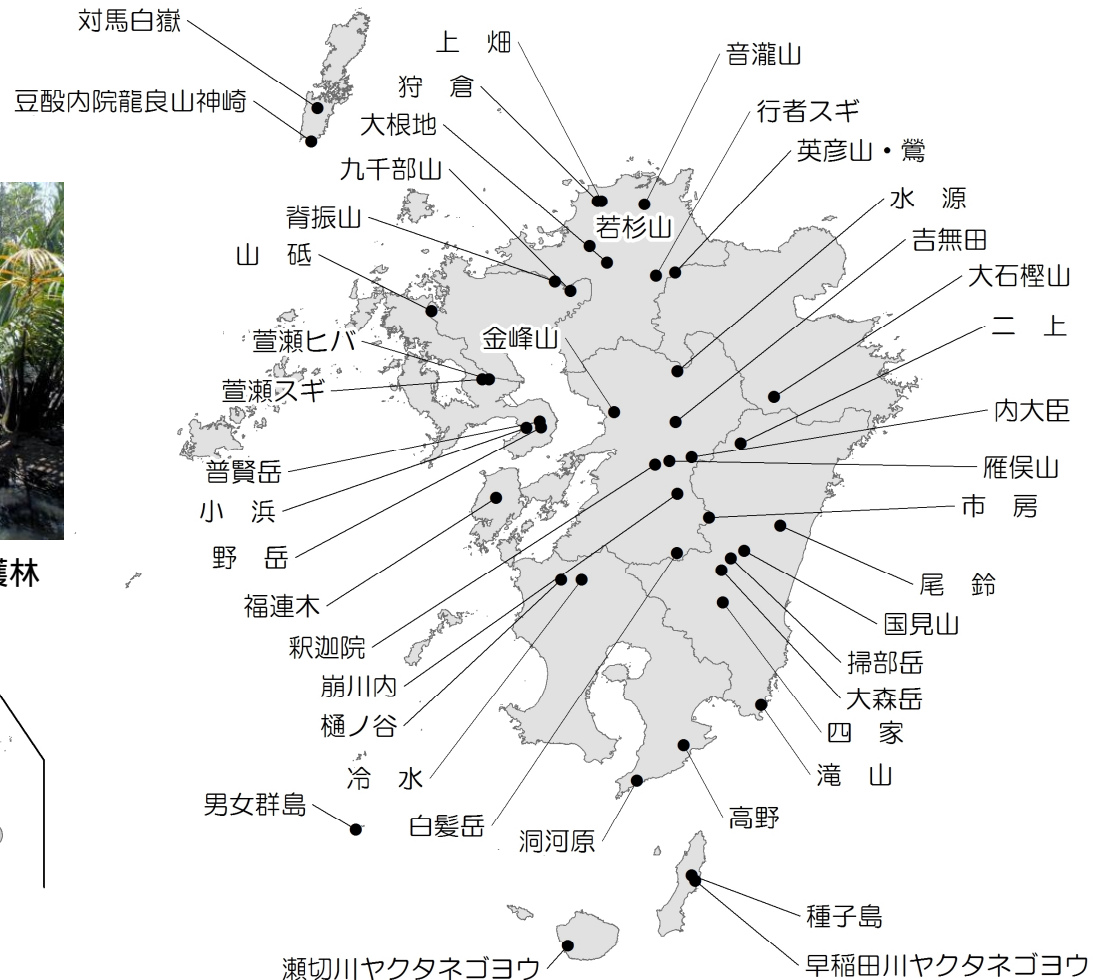 対馬白嶽
豆酘内院龍良山神崎
上　畑
狩　倉
大根地
九千部山
脊振山
山　砥
萱瀬ヒバ
萱瀬スギ
普賢岳
小　浜
野　岳
福連木
釈迦院
崩川内
樋ノ谷
冷　水
男女群島
白髪岳
洞河原
瀬切川ヤクタネゴヨウ
若杉山
金峰山
音瀧山
行者スギ
英彦山・鶯
水　源
吉無田
大石樫山
二　上
内大臣
雁俣山
市　房
尾　鈴
国見山
掃部岳
大森岳
四　家
滝　山
高野
種子島
早稲田川ヤクタネゴヨウ
林